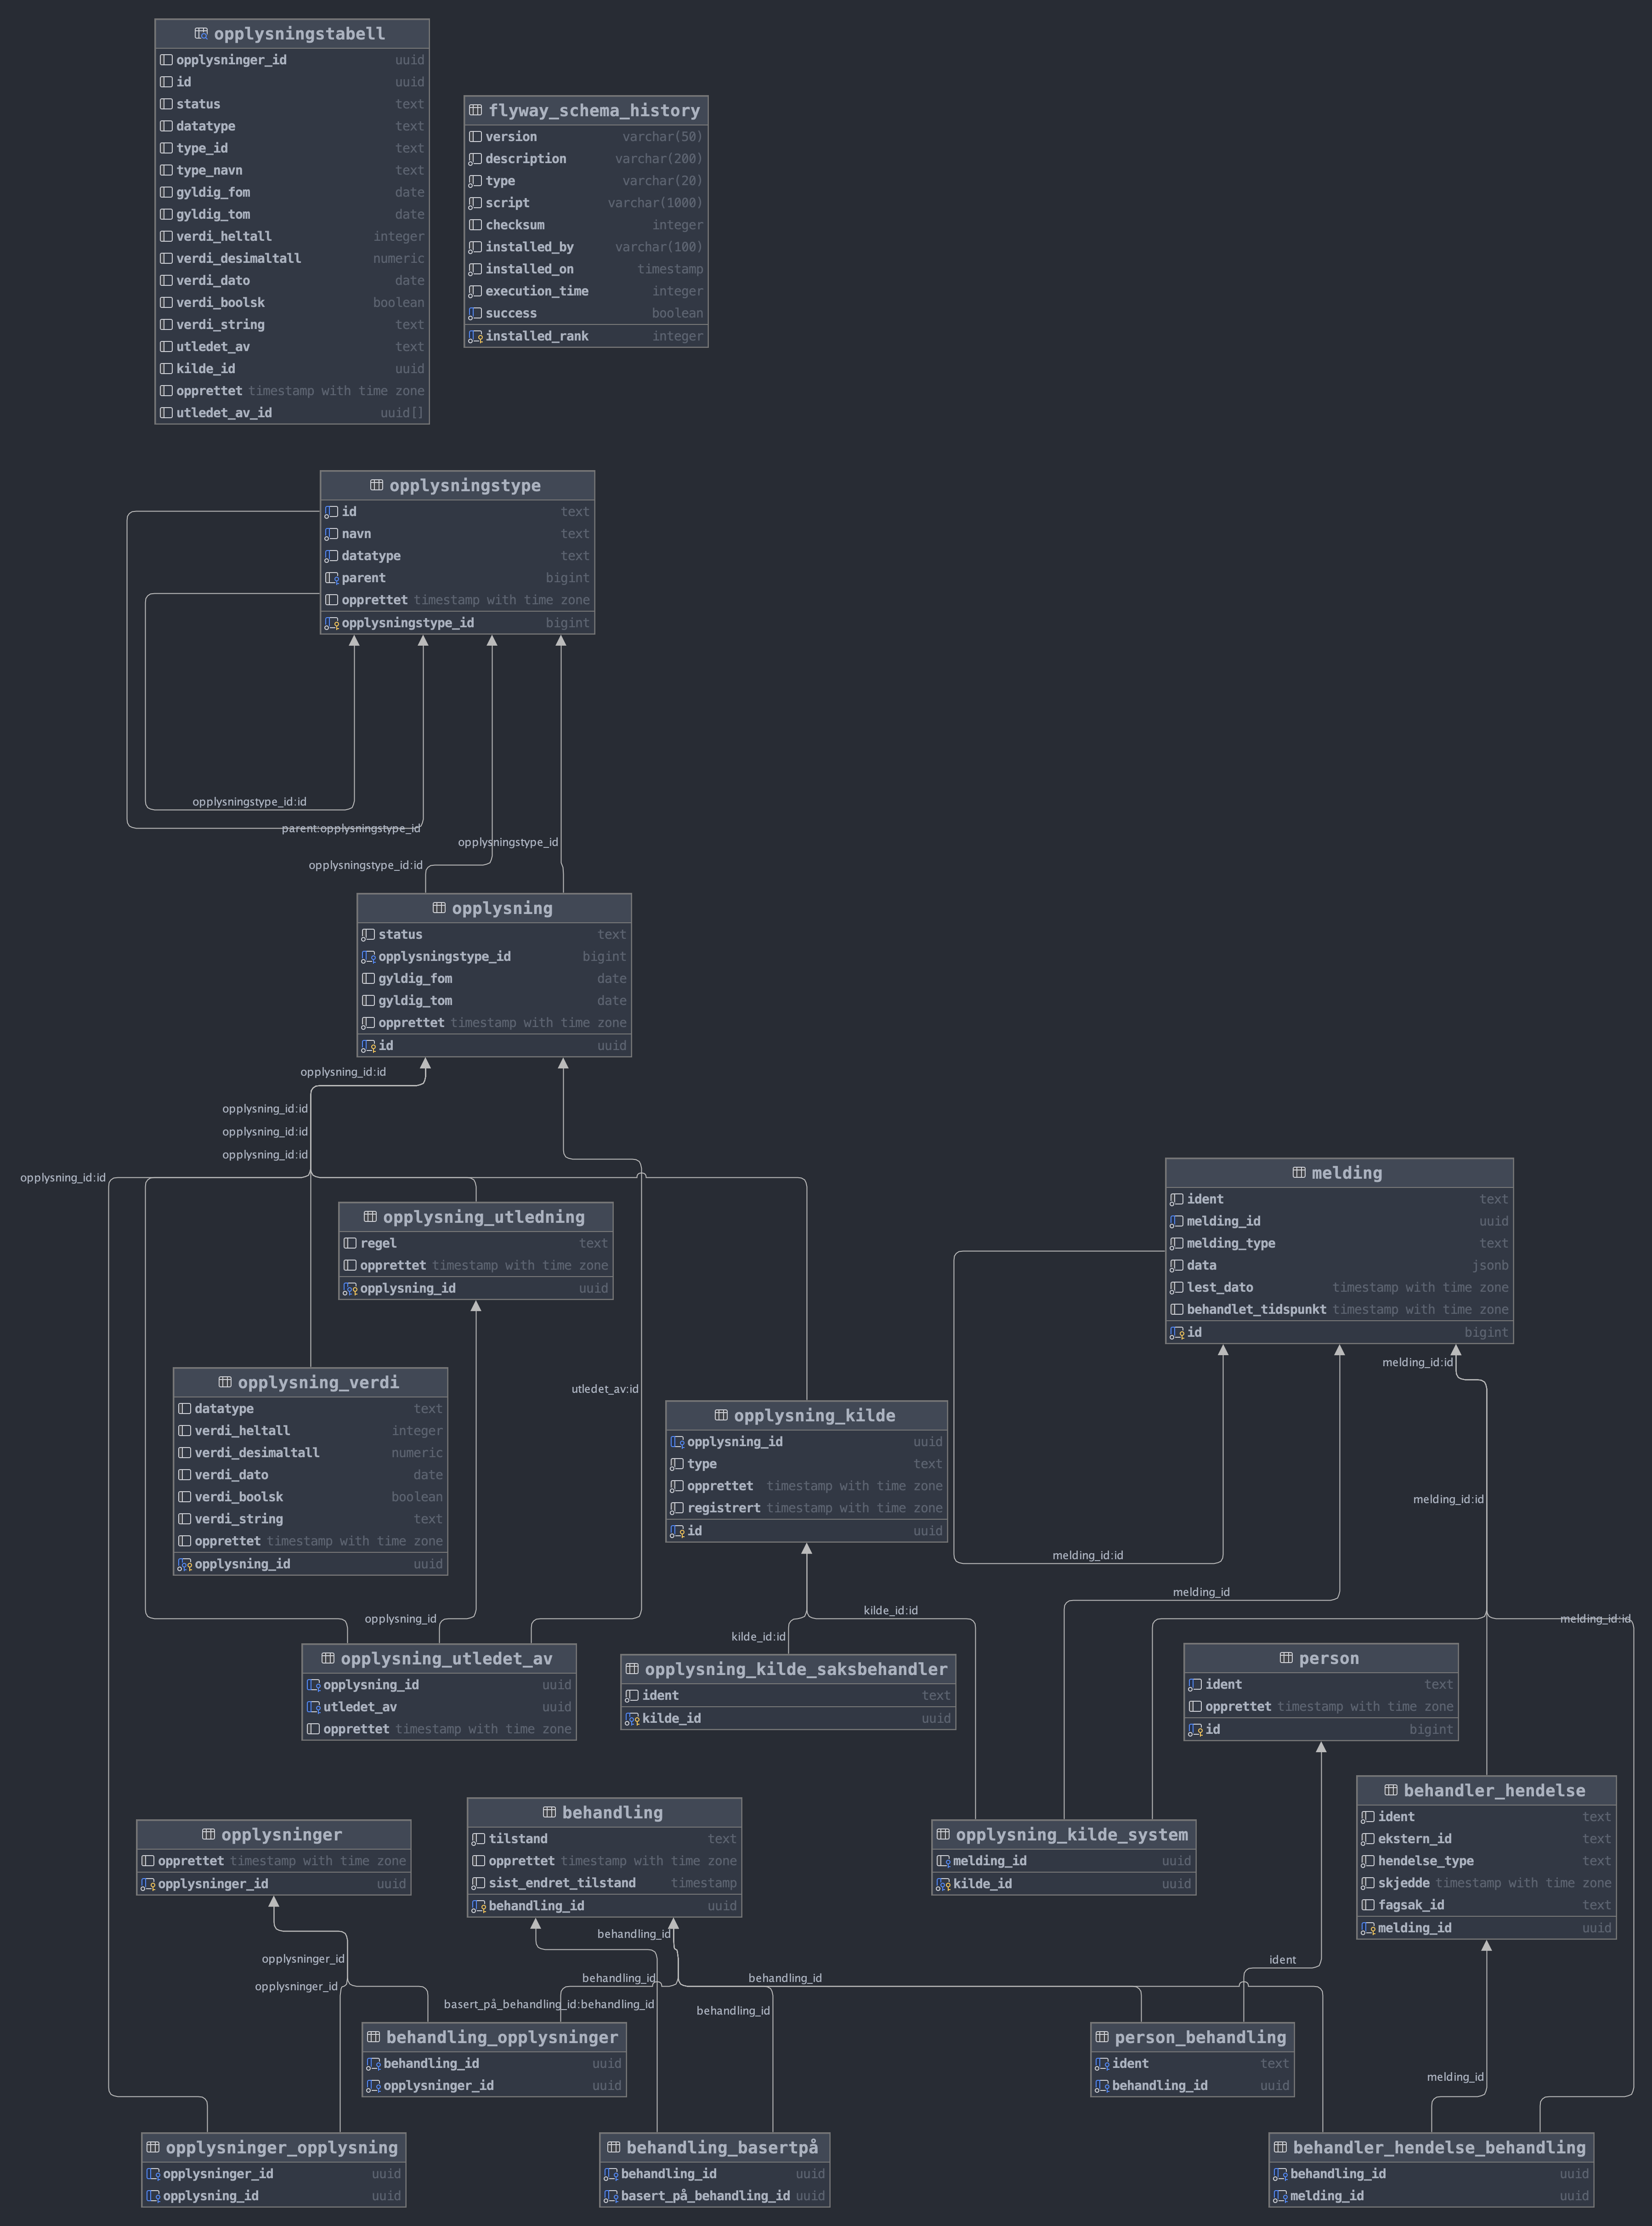 opplysningstabell
opplysninger_id uuid
id uuid
status text
datatype text
type_id text
type_navn text
gyldig_fom date
gyldig_tom date
verdi_heltall integer
verdi_desimaltall numeric
verdi_dato date
verdi_boolsk boolean
verdi_string text
utledet_av text
kilde_id uuid
opprettet timestamp with time zone
utledet_av_id uuid[]
flyway_schema_history
version varchar(50)
description varchar(200)
type varchar(20)
script varchar(1000)
checksum integer
installed_by varchar(100)
installed_on timestamp
execution_time integer
success boolean
installed_rank integer
opplysningstype
id text
navn text
datatype text
parent bigint
opprettet timestamp with time zone
opplysningstype_id bigint
opplysningstype_id:id
parent:opplysningstype_id
opplysningstype_id
opplysningstype_id:id
opplysning
status text
opplysningstype_id bigint
gyldig_fom date
gyldig_tom date
opprettet timestamp with time zone
id uuid
opplysning_id:id
opplysning_id:id
opplysning_id:id
opplysning_id:id
opplysning_id:id
opplysning_utledning
regel text
opprettet timestamp with time zone
opplysning_id uuid
melding
ident text
melding_id uuid
melding_type text
data jsonb
lest_dato timestamp with time zone
behandlet_tidspunkt timestamp with time zone
id bigint
melding_id:id
opplysning_verdi
datatype text
verdi_heltall integer
verdi_desimaltall numeric
verdi_dato date
verdi_boolsk boolean
verdi_string text
opprettet timestamp with time zone
opplysning_id uuid
utledet_av:id
opplysning_kilde
opplysning_id uuid
type text
opprettet timestamp with time zone
registrert timestamp with time zone
id uuid
melding_id:id
melding_id:id
melding_id
opplysning_id
kilde_id:id
kilde_id:id
melding_id:id
opplysning_utledet_av
opplysning_id uuid
utledet_av uuid
opprettet timestamp with time zone
opplysning_kilde_saksbehandler
ident text
kilde_id uuid
person
ident text
opprettet timestamp with time zone
id bigint
opplysninger
opprettet timestamp with time zone
opplysninger_id uuid
behandling
tilstand text
opprettet timestamp with time zone
sist_endret_tilstand timestamp
behandling_id uuid
opplysning_kilde_system
melding_id uuid
kilde_id uuid
behandler_hendelse
ident text
ekstern_id text
hendelse_type text
skjedde timestamp with time zone
fagsak_id text
melding_id uuid
behandling_id
opplysninger_id
ident
behandling_id
behandling_id
opplysninger_id
basert_på_behandling_id:behandling_id
behandling_id
behandling_opplysninger
behandling_id uuid
opplysninger_id uuid
person_behandling
ident text
behandling_id uuid
melding_id
opplysninger_opplysning
opplysninger_id uuid
opplysning_id uuid
behandling_basertpå
behandling_id uuid
basert_på_behandling_id uuid
behandler_hendelse_behandling
behandling_id uuid
melding_id uuid